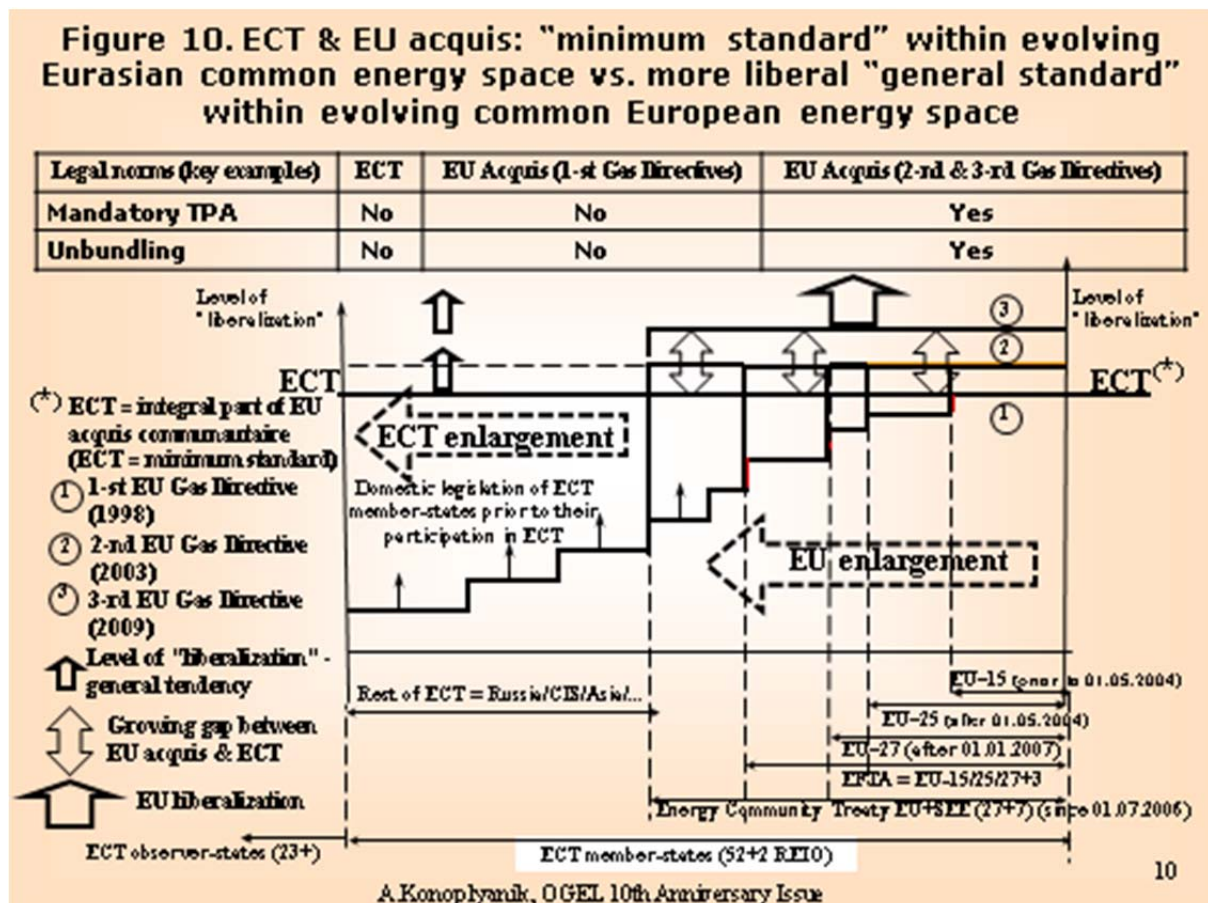 Figure 10. ECT & EU acquis: "minimum standard" within evolving
Eurasian common energy space vs. more liberal "general standard"
within evolving common European energy space
Legal norms (key examples) ECT EU Acquis (1-st Gas Directives) EU Acquis (2-nd & 3-rd Gas Directives)
Mandatory TPA No No Yes
Unbundling No No Yes
Level of
"liberalization"
Level of
"liberalization"
3
2
1
ECT
ECT(*)
(*) ECT = integral part of EU
acquis communautaire
(ECT = minimum standard)
1 1-st EU Gas Directive
(1998)
2 2-nd EU Gas Directive
(2003)
3 3-rd EU Gas Directive
(2009)
Level of "liberalization" -
general tendency
Growing gap between
EU acquis & ECT
EU liberalization
ECT observer-states (23+)
ECT enlargement
Domestic legislation of ECT
member-states prior to their
participation in ECT
EU enlargement
Rest of ECT = Russia/CIS/Asia/...
EU-15 (prior to 01.05.2004)
EU-25 (after 01.05.2004)
EU-27 (after 01.01.2007)
EFTA = EU-15/25/27+3
Energy Community Treaty EU+SEE (27+7) (since 01.07.2006)
ECT member-states (52+2 REIO)
10
A.Konoplyanik, OGEL 10th Anniversary Issue